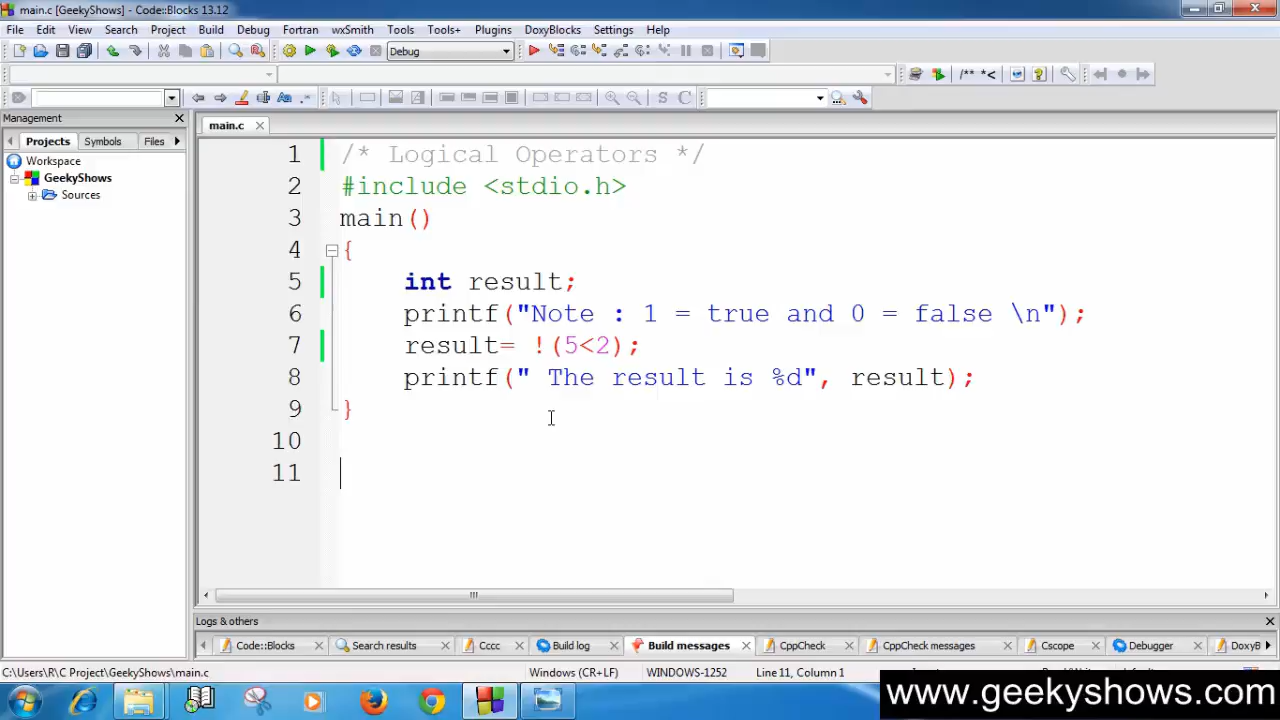 main.c [GeekyShows] - Code::Blocks 13.12
File Edit View Search Project Build Debug Fortran wxSmith Tools Tools+ Plugins DoxyBlocks Settings Help
Debug
/** *<
Aa .* S C
Management
main.c
Projects Symbols Files
Workspace
GeekyShows
Sources
1 /* Logical Operators */
2 #include <stdio.h>
3 main()
4 {
5 int result;
6 printf("Note : 1 = true and 0 = false \n");
7 result= !(5<2);
8 printf(" The result is %d", result);
9 }
10
11
Logs & others
Code::Blocks Search results Cccc Build log Build messages CppCheck CppCheck messages Cscope Debugger DoxyB
C:\Users\R\C Project\GeekyShows\main.c Windows (CR+LF) WINDOWS-1252 Line 11, Column 1
www.geekyshows.com